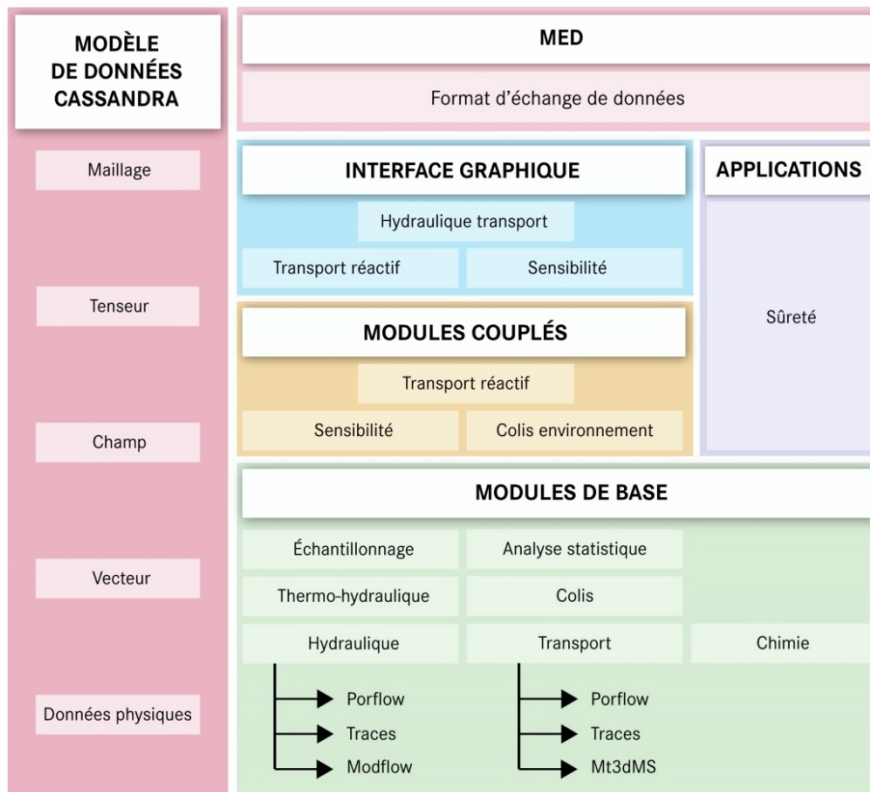 MODÈLE
DE DONNÉES
CASSANDRA
Maillage
Tenseur
Champ
Vecteur
Données physiques
MED
Format d'échange de données
INTERFACE GRAPHIQUE
Hydraulique transport
Transport réactif
Sensibilité
APPLICATIONS
Sûreté
MODULES COUPLÉS
Transport réactif
Sensibilité
Colis environnement
MODULES DE BASE
Échantillonnage
Analyse statistique
Thermo-hydraulique
Colis
Hydraulique
Transport
Chimie
Porflow
Traces
Modflow
Porflow
Traces
Mt3dMS